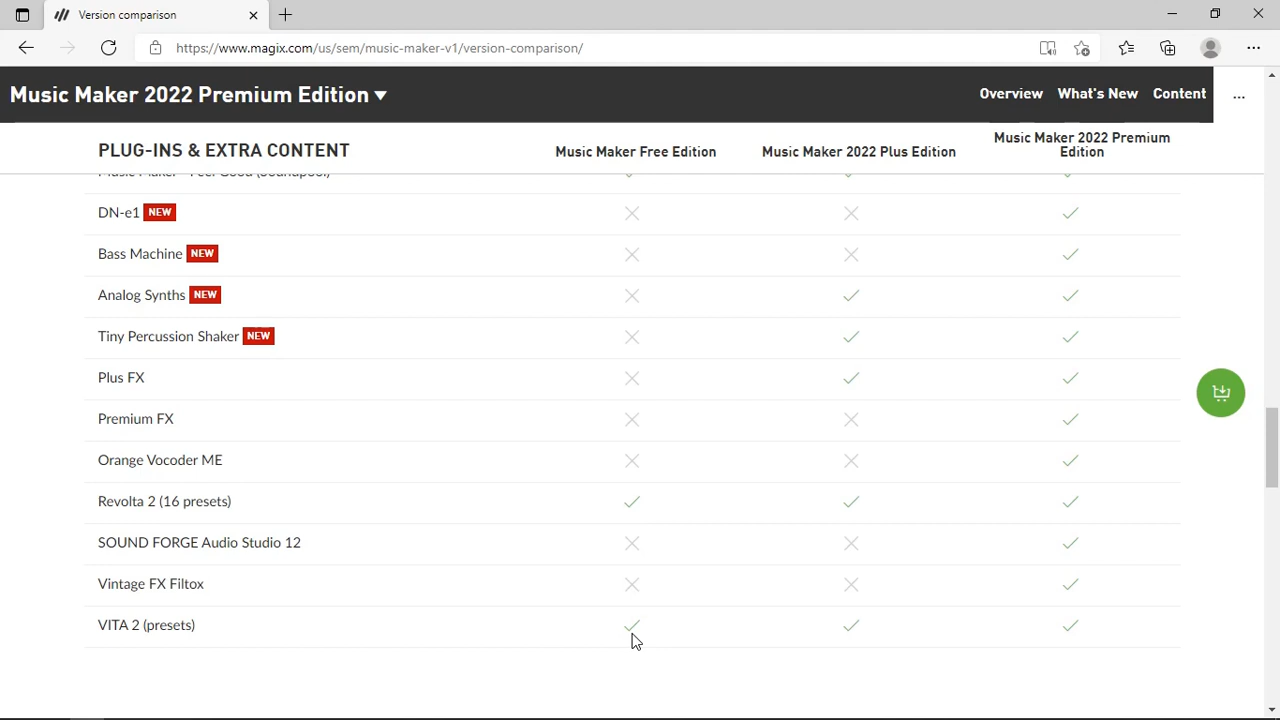 Version comparison
https://www.magix.com/us/sem/music-maker-v1/version-comparison/
Music Maker 2022 Premium Edition
Overview What's New Content
...
PLUG-INS & EXTRA CONTENT
Music Maker Free Edition
Music Maker 2022 Plus Edition
Music Maker 2022 Premium
Edition
DN-e1 NEW
Bass Machine NEW
Analog Synths NEW
Tiny Percussion Shaker NEW
Plus FX
Premium FX
Orange Vocoder ME
Revolta 2 (16 presets)
SOUND FORGE Audio Studio 12
Vintage FX Filtox
VITA 2 (presets)